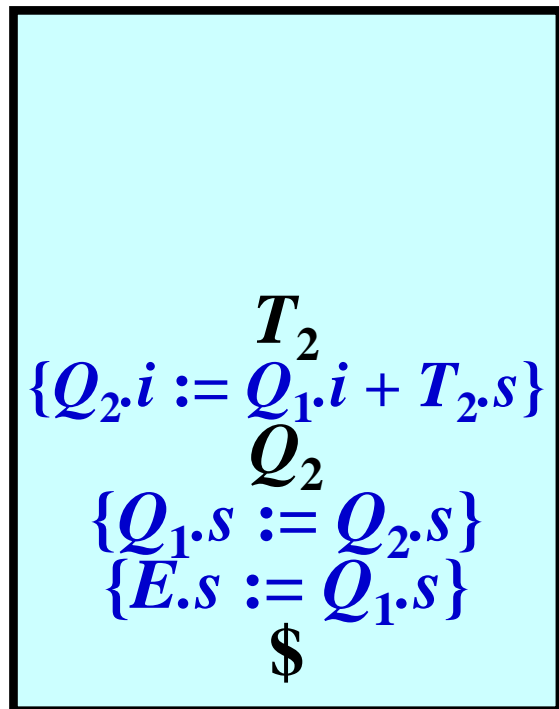 T₂
{Q₂.i := Q₁.i + T₂.s}
Q₂
{Q₁.s := Q₂.s}
{E.s := Q₁.s}
$